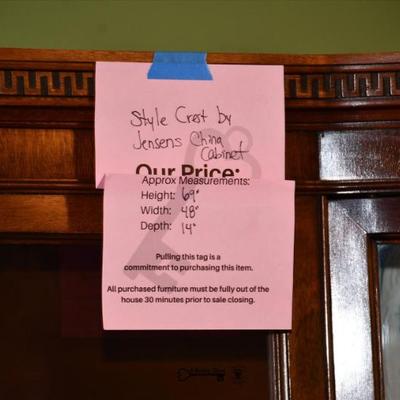 Style Crest by
Jensens China
Cabinet
Our Price:
Approx Measurements:
Height: 69"
Width: 48"
Depth: 14"
Pulling this tag is a
commitment to purchasing this item.
All purchased furniture must be fully out of the
house 30 minutes prior to sale closing.